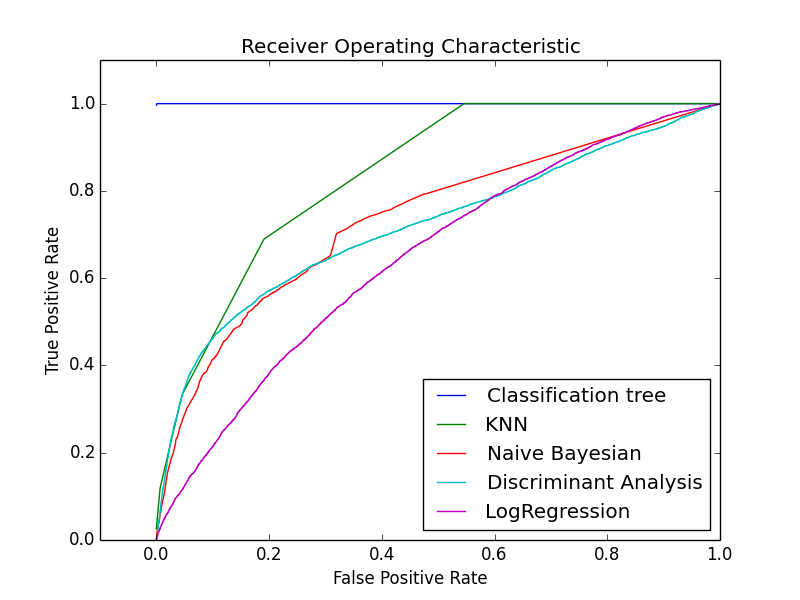 Receiver Operating Characteristic
1.0
0.8
0.6
0.4
0.2
0.0
True Positive Rate
Classification tree
KNN
Naive Bayesian
Discriminant Analysis
LogRegression
0.0 0.2 0.4 0.6 0.8 1.0
False Positive Rate